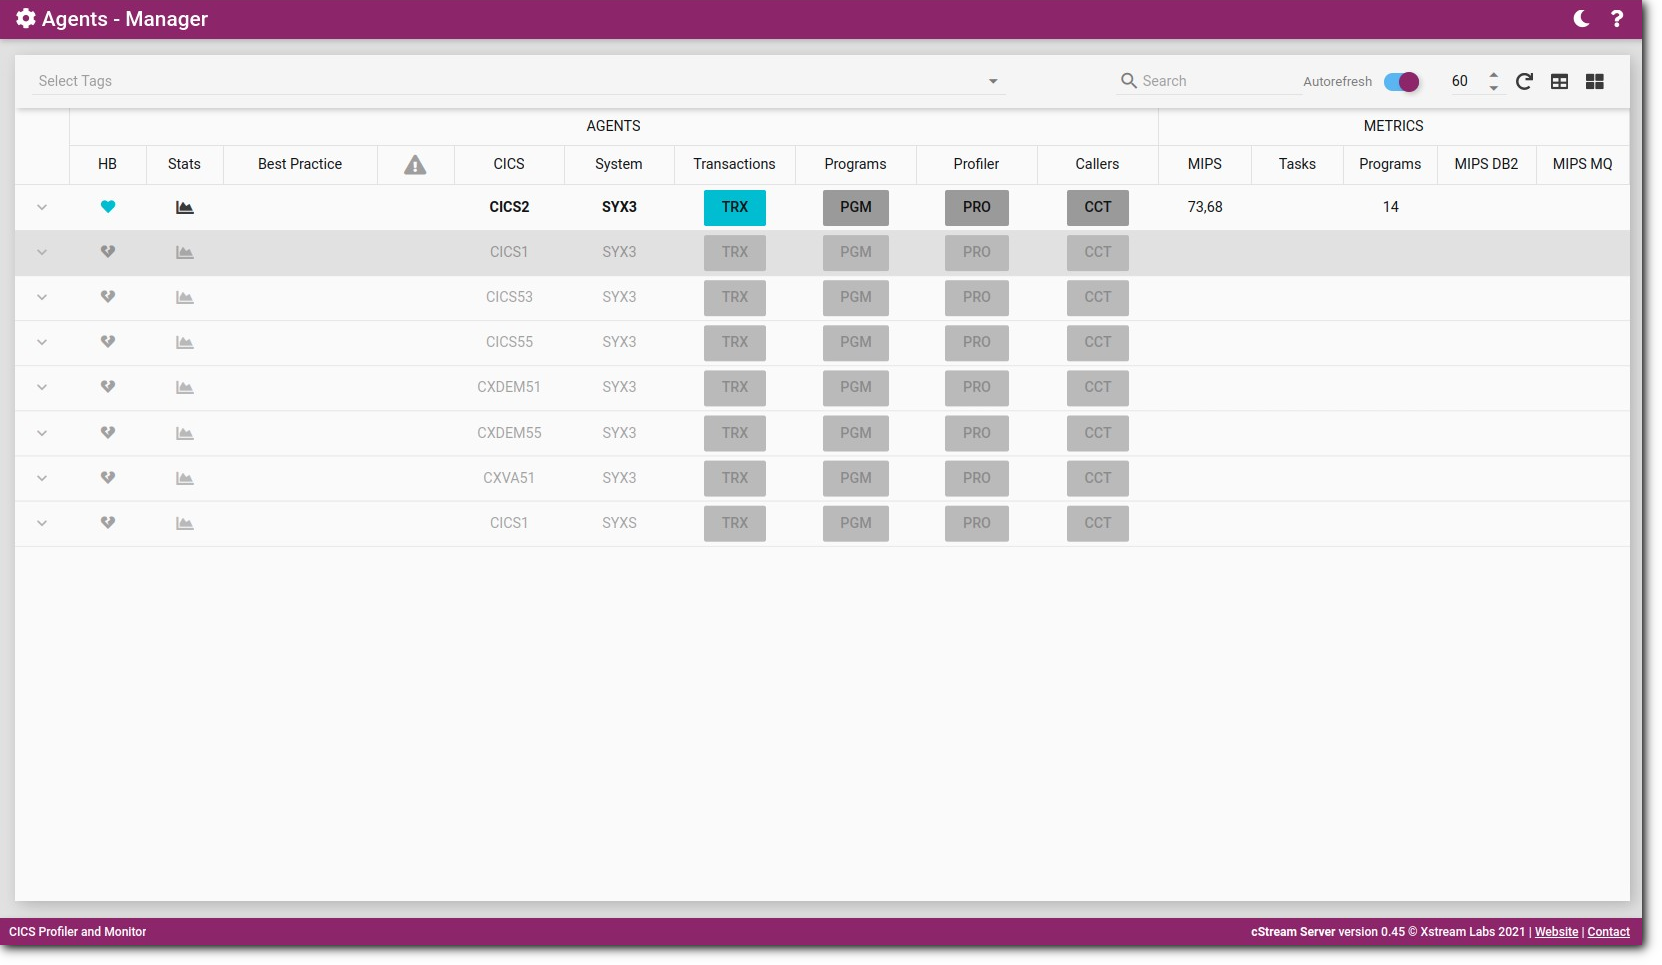 Agents - Manager ?
Select Tags Search Autorefresh 60
AGENTS METRICS
HB Stats Best Practice CICS System Transactions Programs Profiler Callers MIPS Tasks Programs MIPS DB2 MIPS MQ
CICS2 SYX3 TRX PGM PRO CCT 73,68 14
CICS1 SYX3 TRX PGM PRO CCT
CICS53 SYX3 TRX PGM PRO CCT
CICS55 SYX3 TRX PGM PRO CCT
CXDEM51 SYX3 TRX PGM PRO CCT
CXDEM55 SYX3 TRX PGM PRO CCT
CXVA51 SYX3 TRX PGM PRO CCT
CICS1 SYXS TRX PGM PRO CCT
CICS Profiler and Monitor cStream Server version 0.45 © Xstream Labs 2021 | Website | Contact